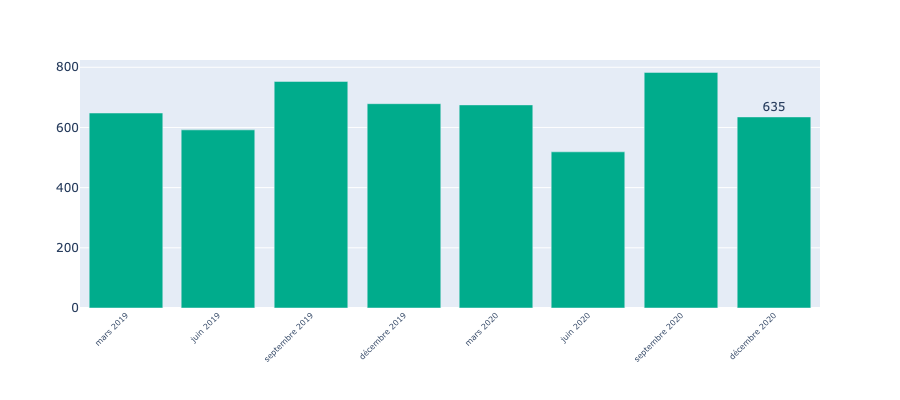 800
600
400
200
0
635
mars 2019
juin 2019
septembre 2019
décembre 2019
mars 2020
juin 2020
septembre 2020
décembre 2020